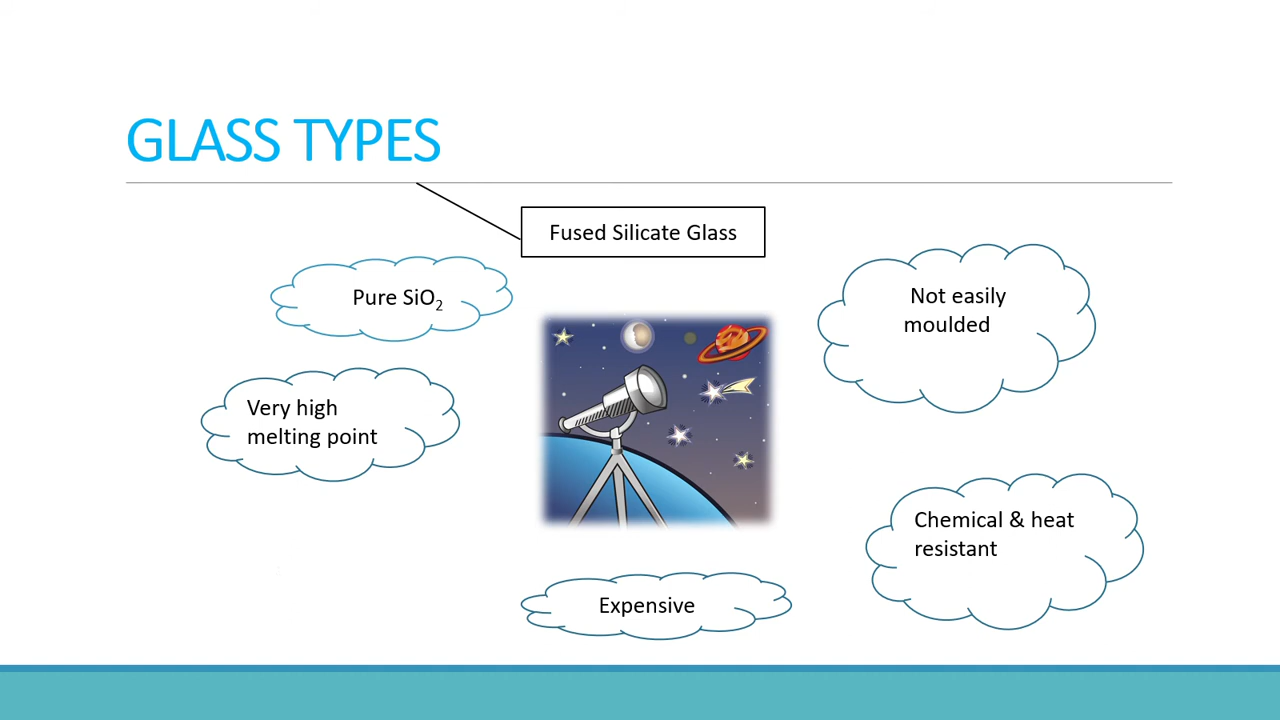 GLASS TYPES
Fused Silicate Glass
Pure SiO₂
Not easily
moulded
Very high
melting point
Chemical & heat
resistant
Expensive